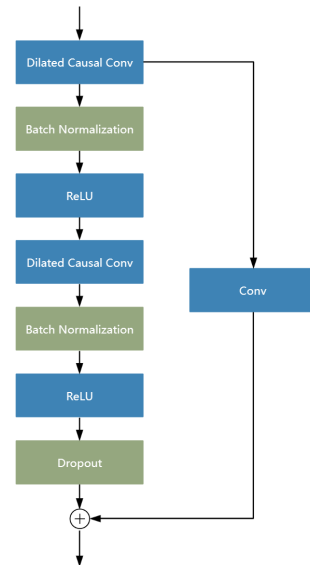 Dilated Causal Conv
Batch Normalization
ReLU
Dilated Causal Conv
Conv
Batch Normalization
ReLU
Dropout